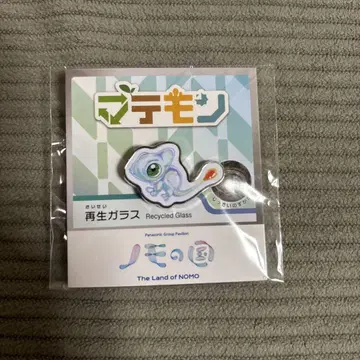 マテモン
さいせい
再生ガラス Recycled Glass
Panasonic Group Pavilion
ノモの国
The Land of NOMO